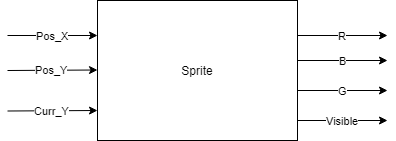 Pos_X
Pos_Y
Curr_Y
Sprite
R
B
G
Visible